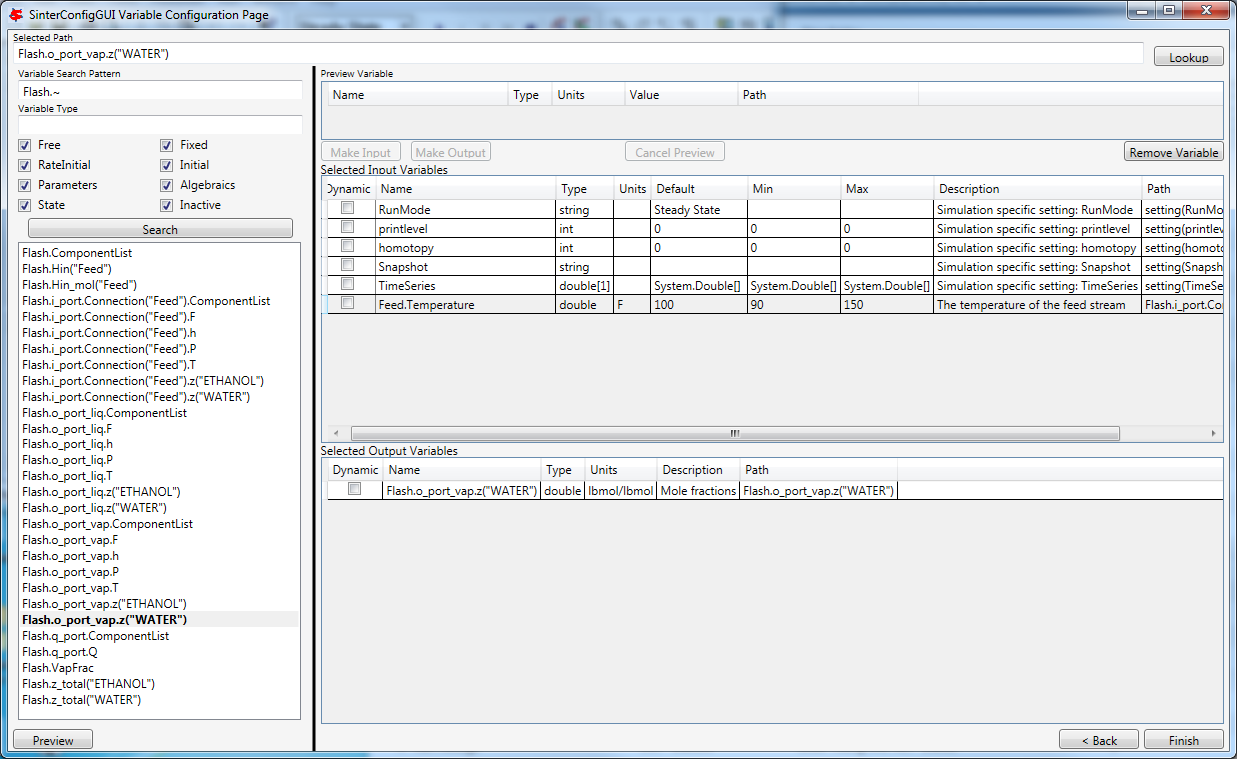 SinterConfigGUI Variable Configuration Page
Selected Path
Flash.o_port_vap.z("WATER")
Lookup
Variable Search Pattern
Flash.~
Variable Type
Free Fixed
RateInitial Initial
Parameters Algebraics
State Inactive
Search
Flash.ComponentList
Flash.Hin("Feed")
Flash.Hin_mol("Feed")
Flash.i_port.Connection("Feed").ComponentList
Flash.i_port.Connection("Feed").F
Flash.i_port.Connection("Feed").h
Flash.i_port.Connection("Feed").P
Flash.i_port.Connection("Feed").T
Flash.i_port.Connection("Feed").z("ETHANOL")
Flash.i_port.Connection("Feed").z("WATER")
Flash.o_port_liq.ComponentList
Flash.o_port_liq.F
Flash.o_port_liq.h
Flash.o_port_liq.P
Flash.o_port_liq.T
Flash.o_port_liq.z("ETHANOL")
Flash.o_port_liq.z("WATER")
Flash.o_port_vap.ComponentList
Flash.o_port_vap.F
Flash.o_port_vap.h
Flash.o_port_vap.P
Flash.o_port_vap.T
Flash.o_port_vap.z("ETHANOL")
Flash.o_port_vap.z("WATER")
Flash.q_port.ComponentList
Flash.q_port.Q
Flash.VapFrac
Flash.z_total("ETHANOL")
Flash.z_total("WATER")
Preview
Preview Variable
Name Type Units Value Path
Make Input Make Output Cancel Preview Remove Variable
Selected Input Variables
Dynamic Name Type Units Default Min Max Description Path
RunMode string Steady State Simulation specific setting: RunMode setting(RunMo
printlevel int 0 0 0 Simulation specific setting: printlevel setting(printlev
homotopy int 0 0 0 Simulation specific setting: homotopy setting(homoto
Snapshot string Simulation specific setting: Snapshot setting(Snapsh
TimeSeries double[1] System.Double[] System.Double[] System.Double[] Simulation specific setting: TimeSeries setting(TimeSe
Feed.Temperature double F 100 90 150 The temperature of the feed stream Flash.i_port.Co
Selected Output Variables
Dynamic Name Type Units Description Path
Flash.o_port_vap.z("WATER") double lbmol/lbmol Mole fractions Flash.o_port_vap.z("WATER")
< Back Finish